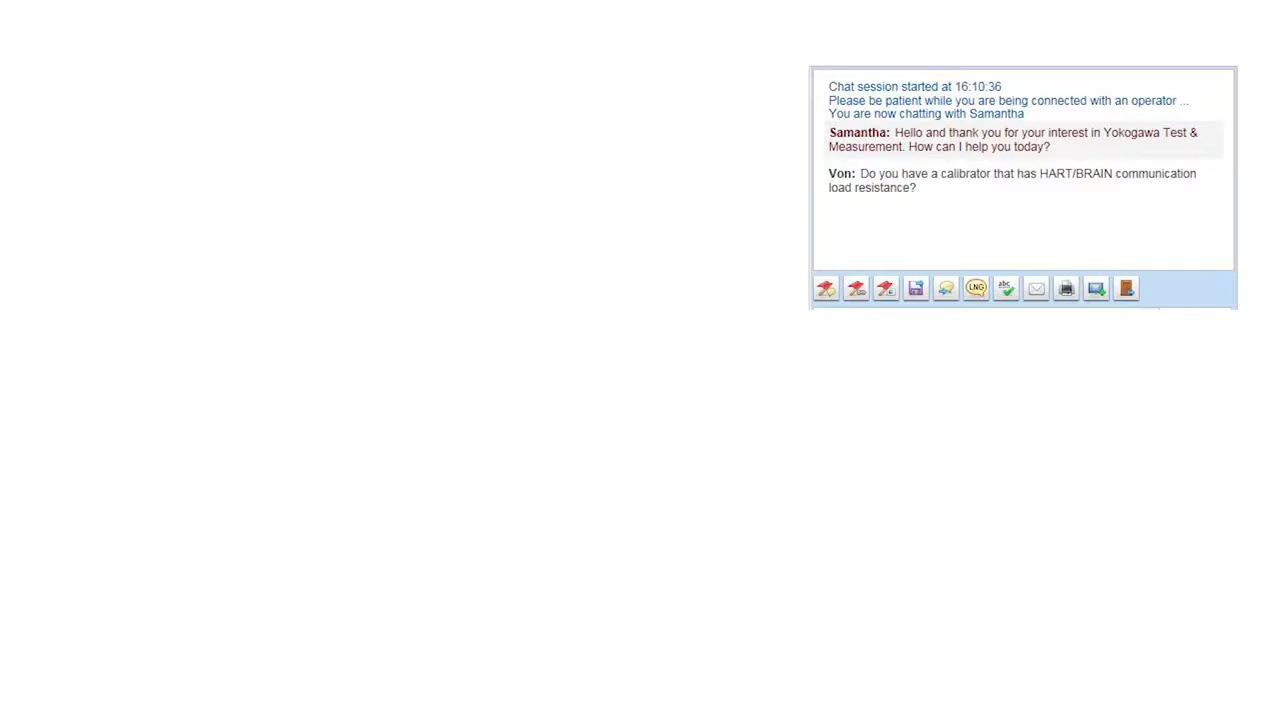 Chat session started at 16:10:36
Please be patient while you are being connected with an operator ...
You are now chatting with Samantha
Samantha: Hello and thank you for your interest in Yokogawa Test &
Measurement. How can I help you today?
Von: Do you have a calibrator that has HART/BRAIN communication
load resistance?
LNG
abc